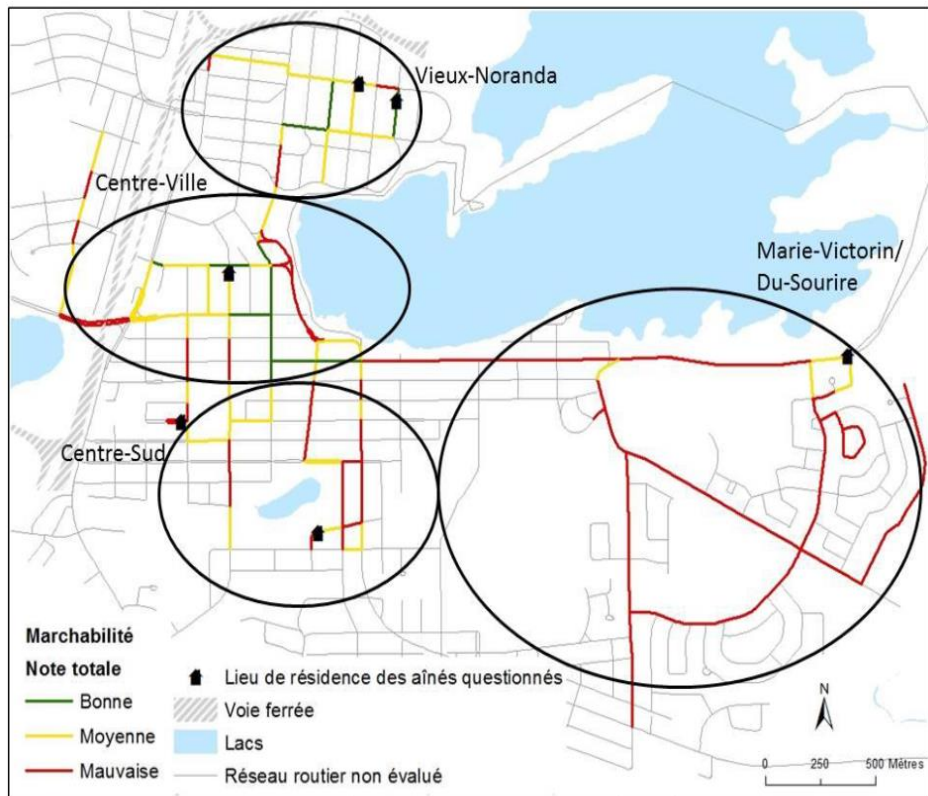 Vieux-Noranda
Centre-Ville
Marie-Victorin/
Du-Sourire
Centre-Sud
Marchabilité
Note totale
Bonne
Moyenne
Mauvaise
Lieu de résidence des aînés questionnés
Voie ferrée
Lacs
Réseau routier non évalué
N
0 250 500 Mètres